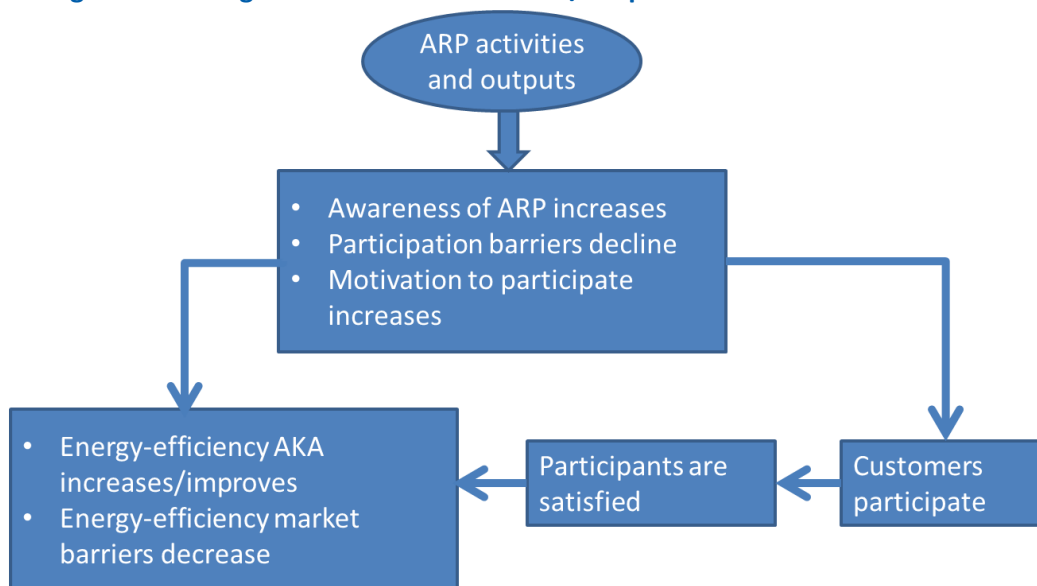 ARP activities
and outputs
• Awareness of ARP increases
• Participation barriers decline
• Motivation to participate
increases
• Energy-efficiency AKA
increases/improves
• Energy-efficiency market
barriers decrease
Participants are
satisfied
Customers
participate